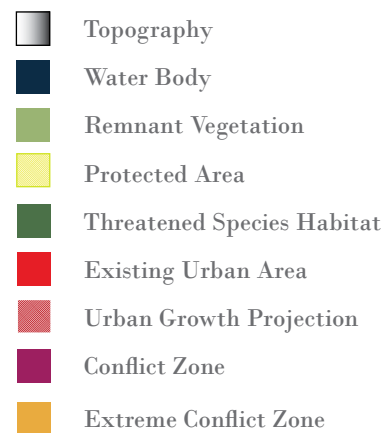 Topography
Water Body
Remnant Vegetation
Protected Area
Threatened Species Habitat
Existing Urban Area
Urban Growth Projection
Conflict Zone
Extreme Conflict Zone